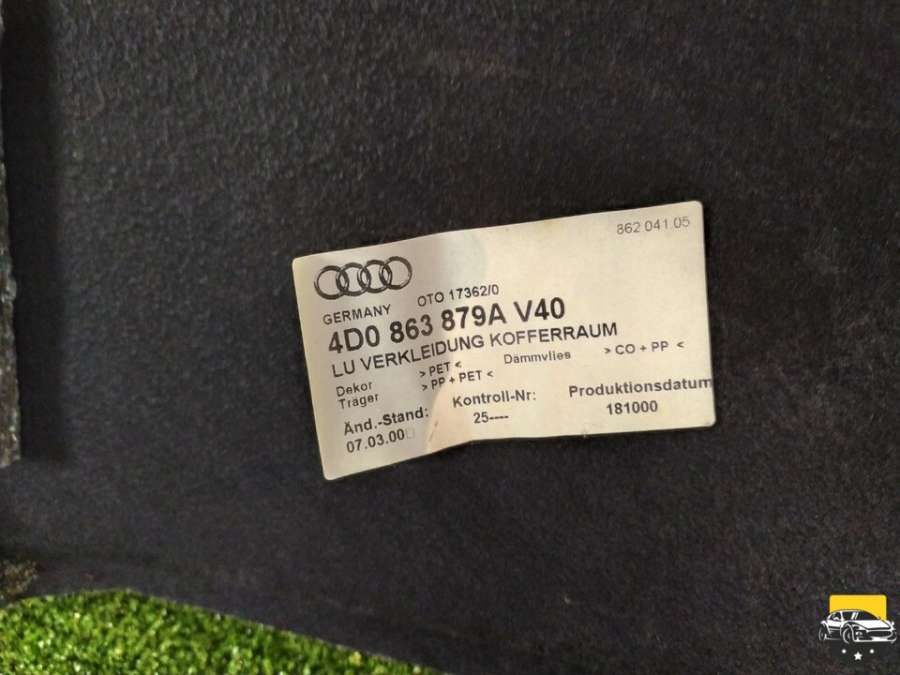 862 041 05
GERMANY OTO 17362/0
4D0 863 879A V40
LU VERKLEIDUNG KOFFERRAUM
Dekor > PET < Dämmvlies > CO + PP <
Träger > PP + PET <
Änd.-Stand: Kontroll-Nr: Produktionsdatum
07.03.00 25---- 181000